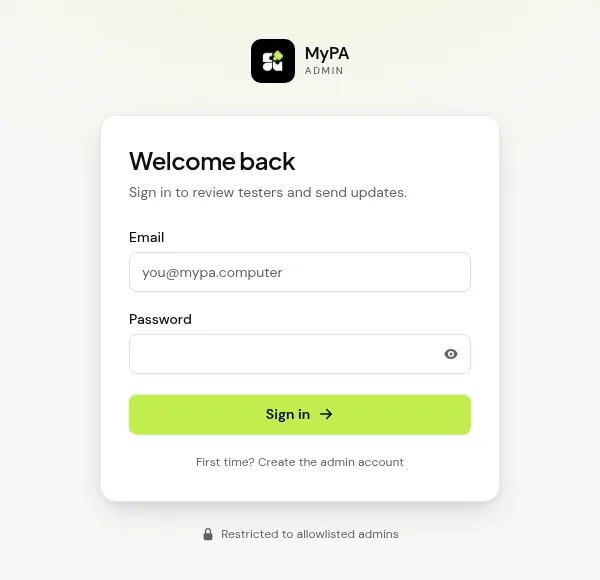 MyPA
ADMIN
Welcome back
Sign in to review testers and send updates.
Email
you@mypa.computer
Password
Sign in →
First time? Create the admin account
Restricted to allowlisted admins